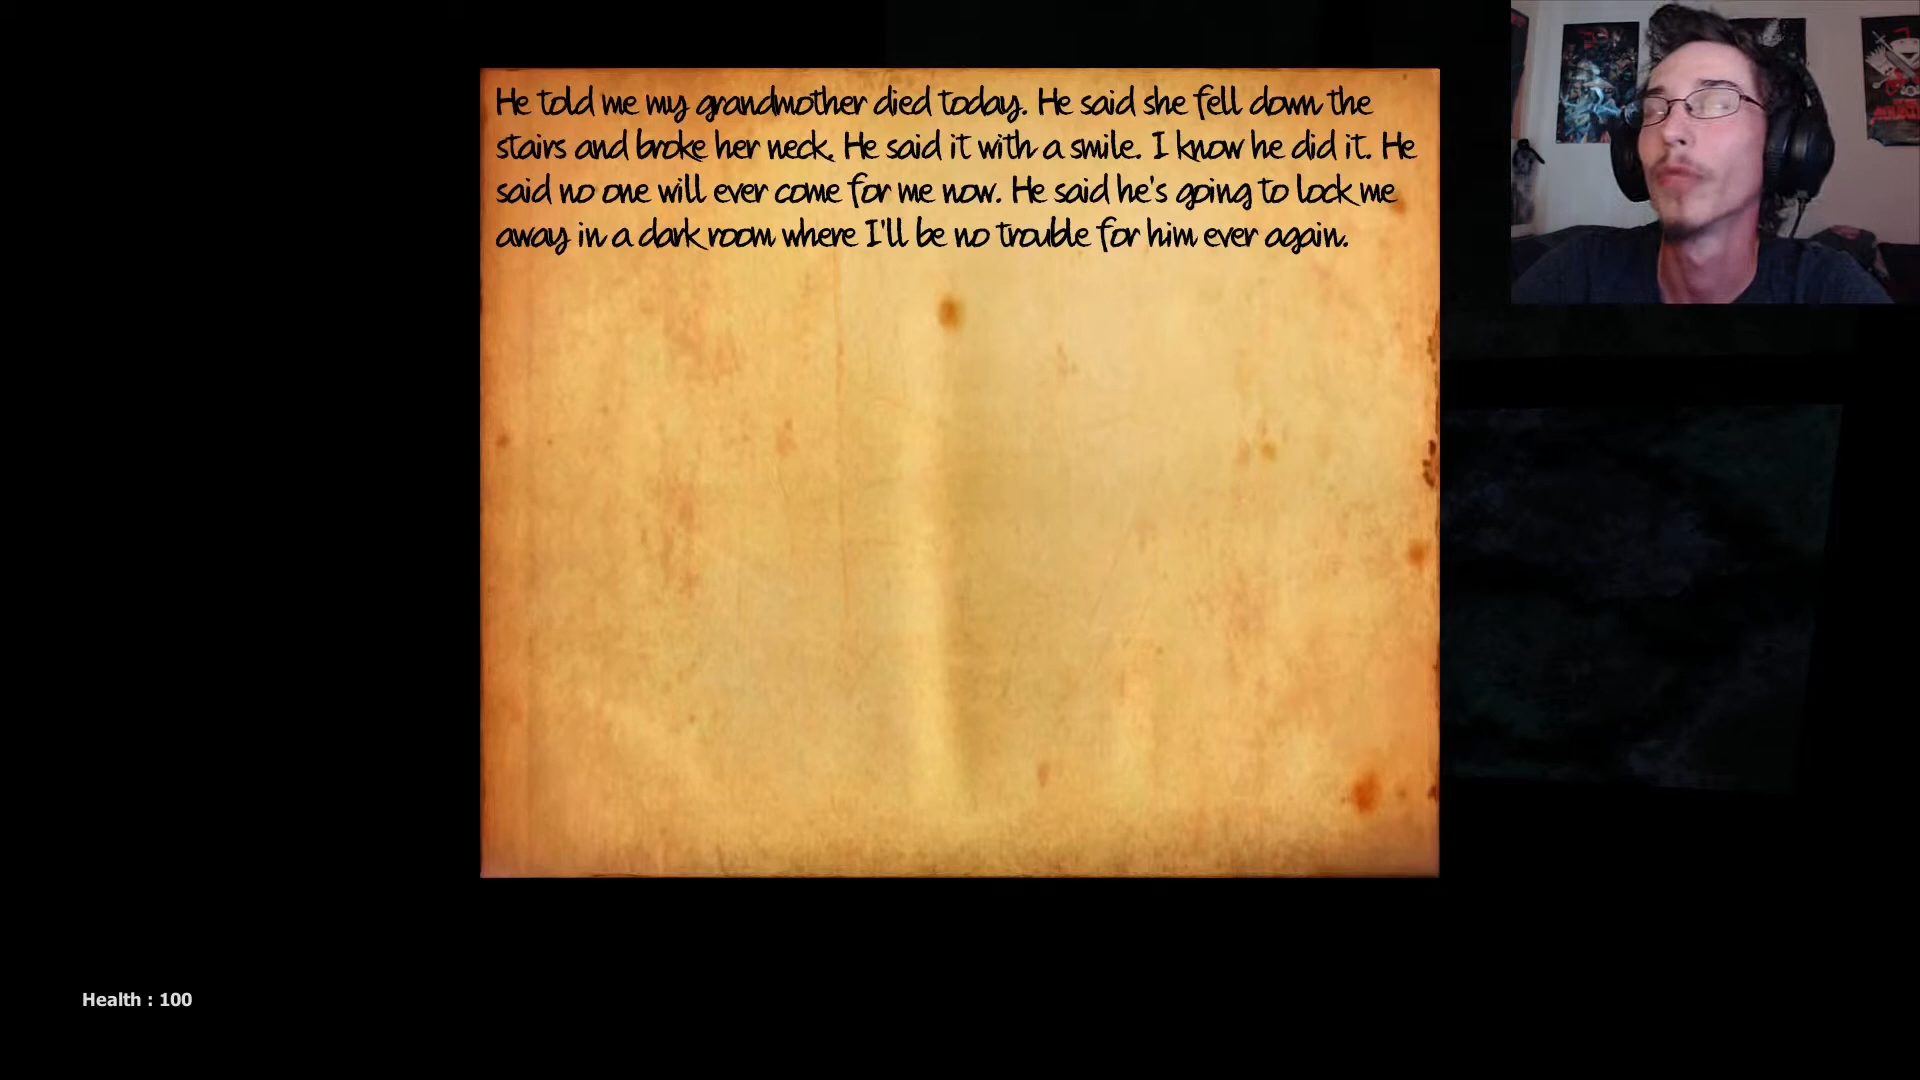 He told me my grandmother died today. He said she fell down the
stairs and broke her neck. He said it with a smile. I know he did it. He
said no one will ever come for me now. He said he's going to lock me
away in a dark room where I'll be no trouble for him ever again.
Health : 100